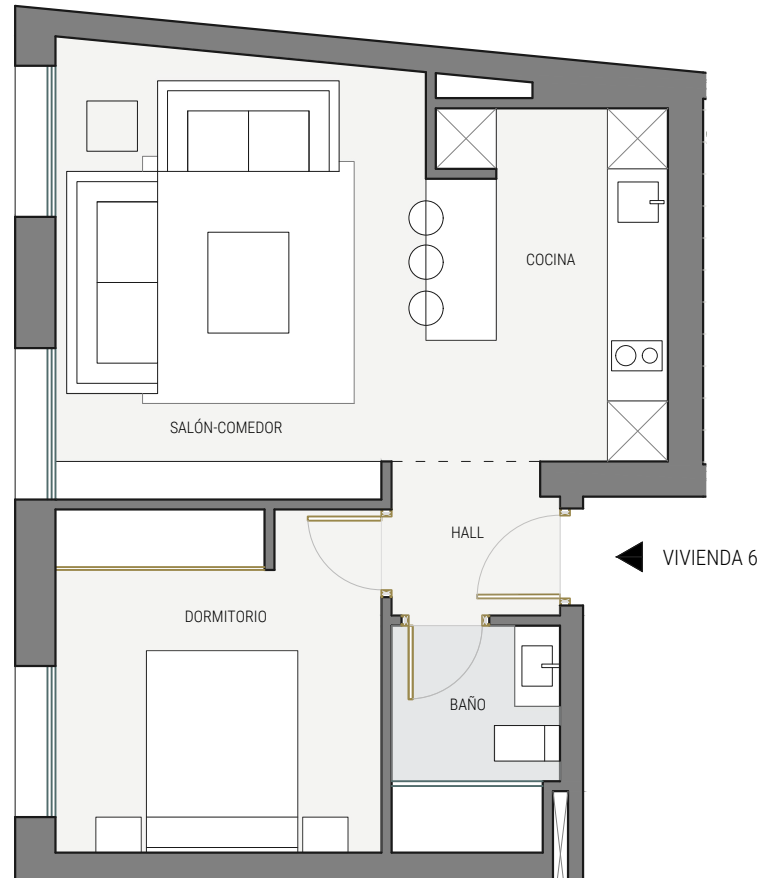 COCINA
SALÓN-COMEDOR
HALL
VIVIENDA 6
DORMITORIO
BAÑO